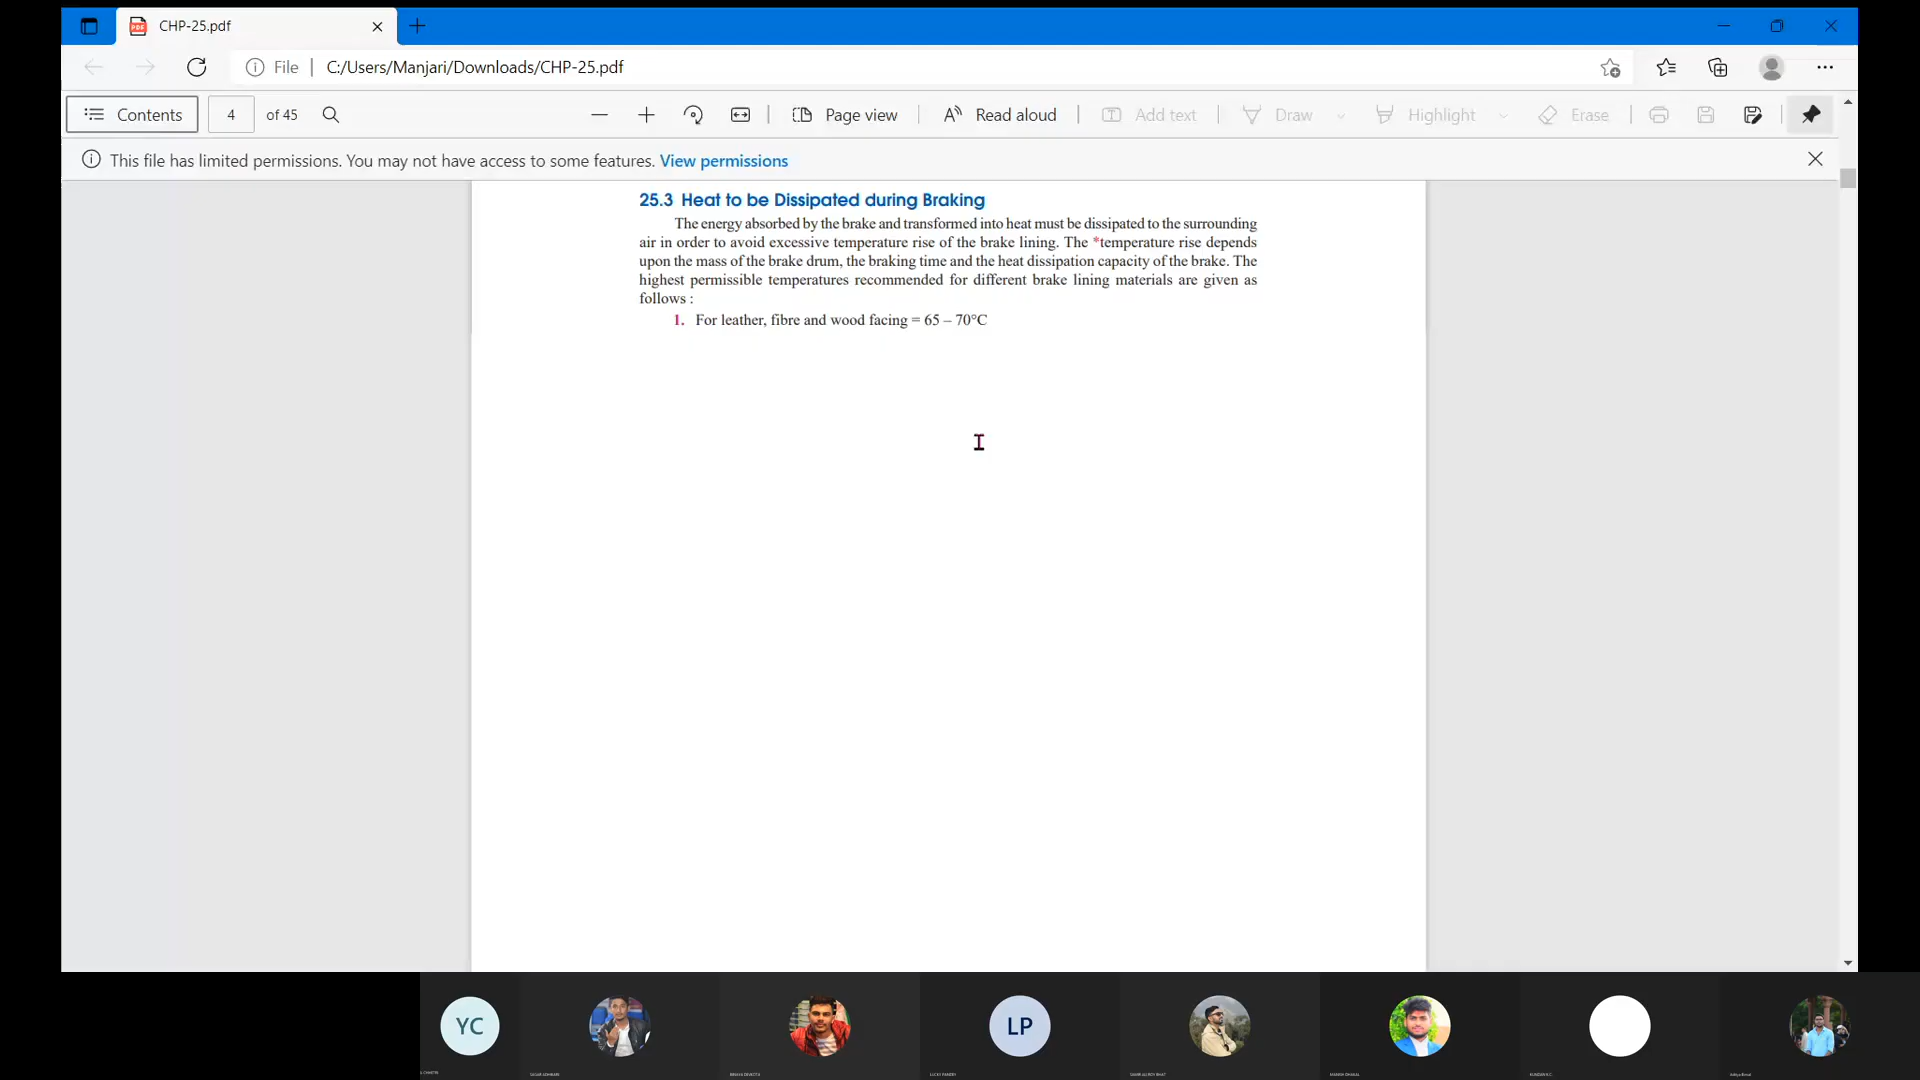 CHP-25.pdf
File | C:/Users/Manjari/Downloads/CHP-25.pdf
Contents 4 of 45 Page view Read aloud Add text Draw Highlight Erase
This file has limited permissions. You may not have access to some features. View permissions
25.3 Heat to be Dissipated during Braking
The energy absorbed by the brake and transformed into heat must be dissipated to the surrounding
air in order to avoid excessive temperature rise of the brake lining. The *temperature rise depends
upon the mass of the brake drum, the braking time and the heat dissipation capacity of the brake. The
highest permissible temperatures recommended for different brake lining materials are given as
follows :
1. For leather, fibre and wood facing = 65 – 70°C
YC
LP